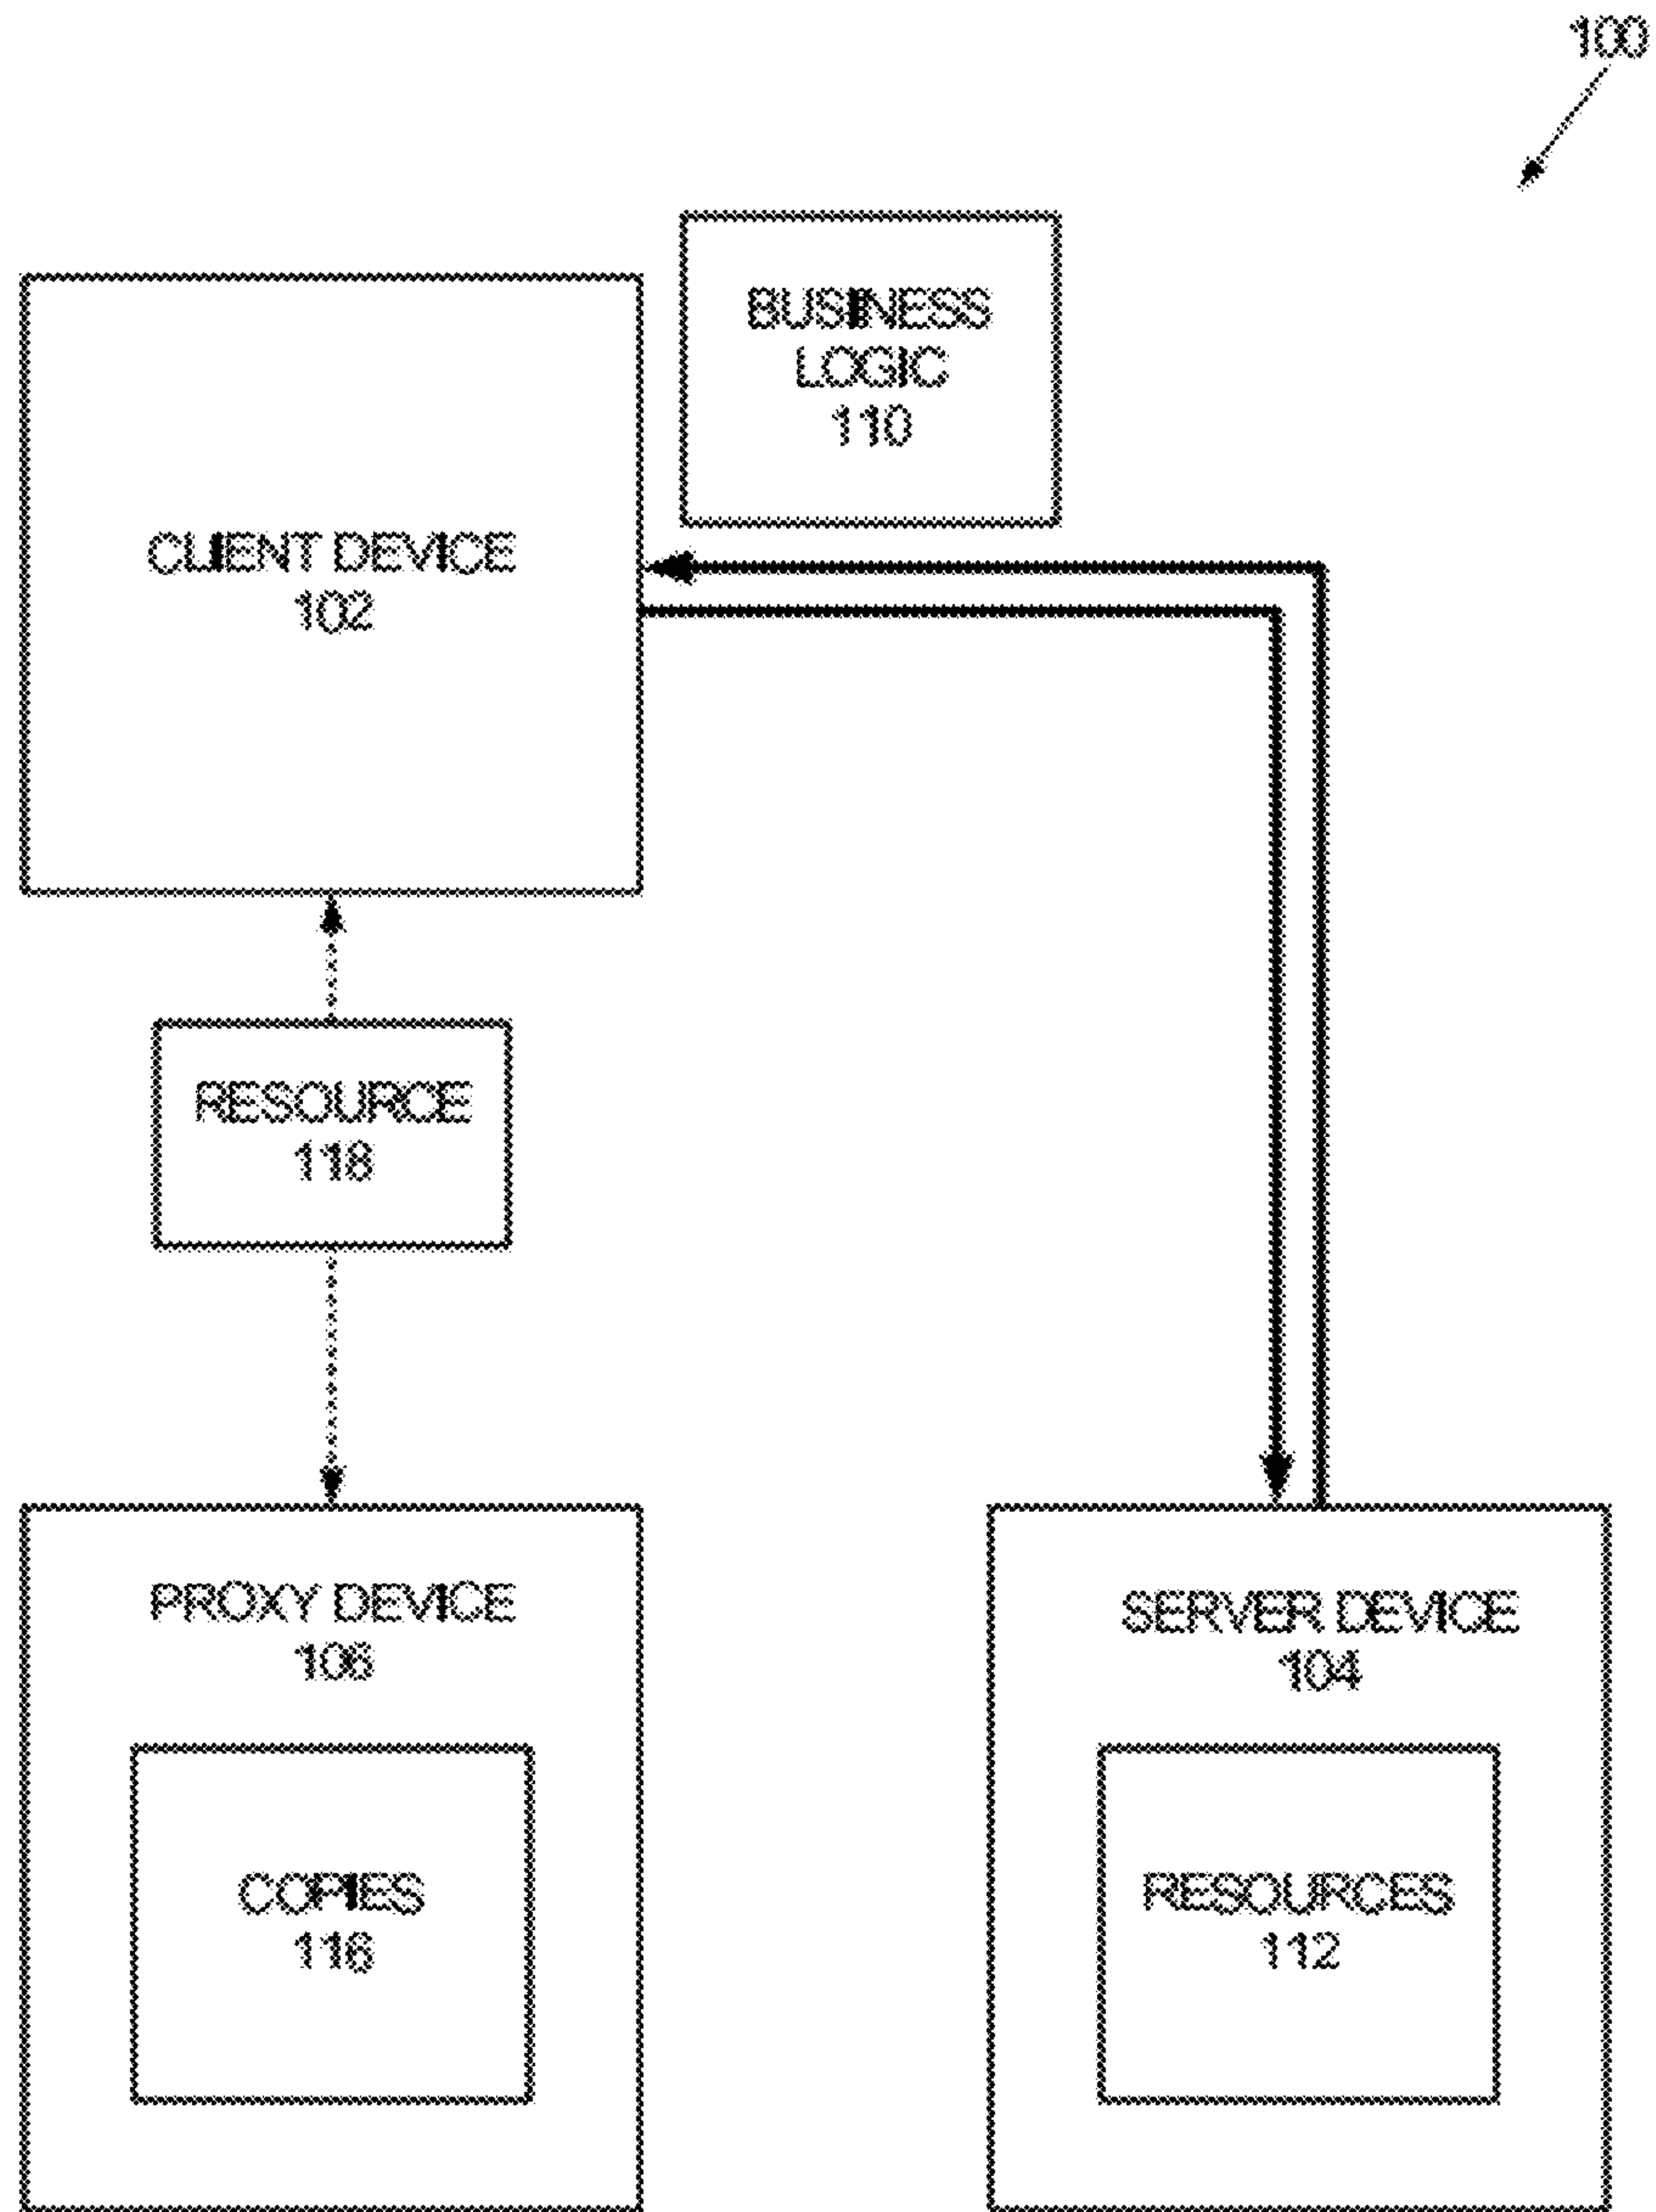 100
BUSINESS
LOGIC
110
CLIENT DEVICE
102
RESOURCE
118
PROXY DEVICE
106
COPIES
116
SERVER DEVICE
104
RESOURCES
112